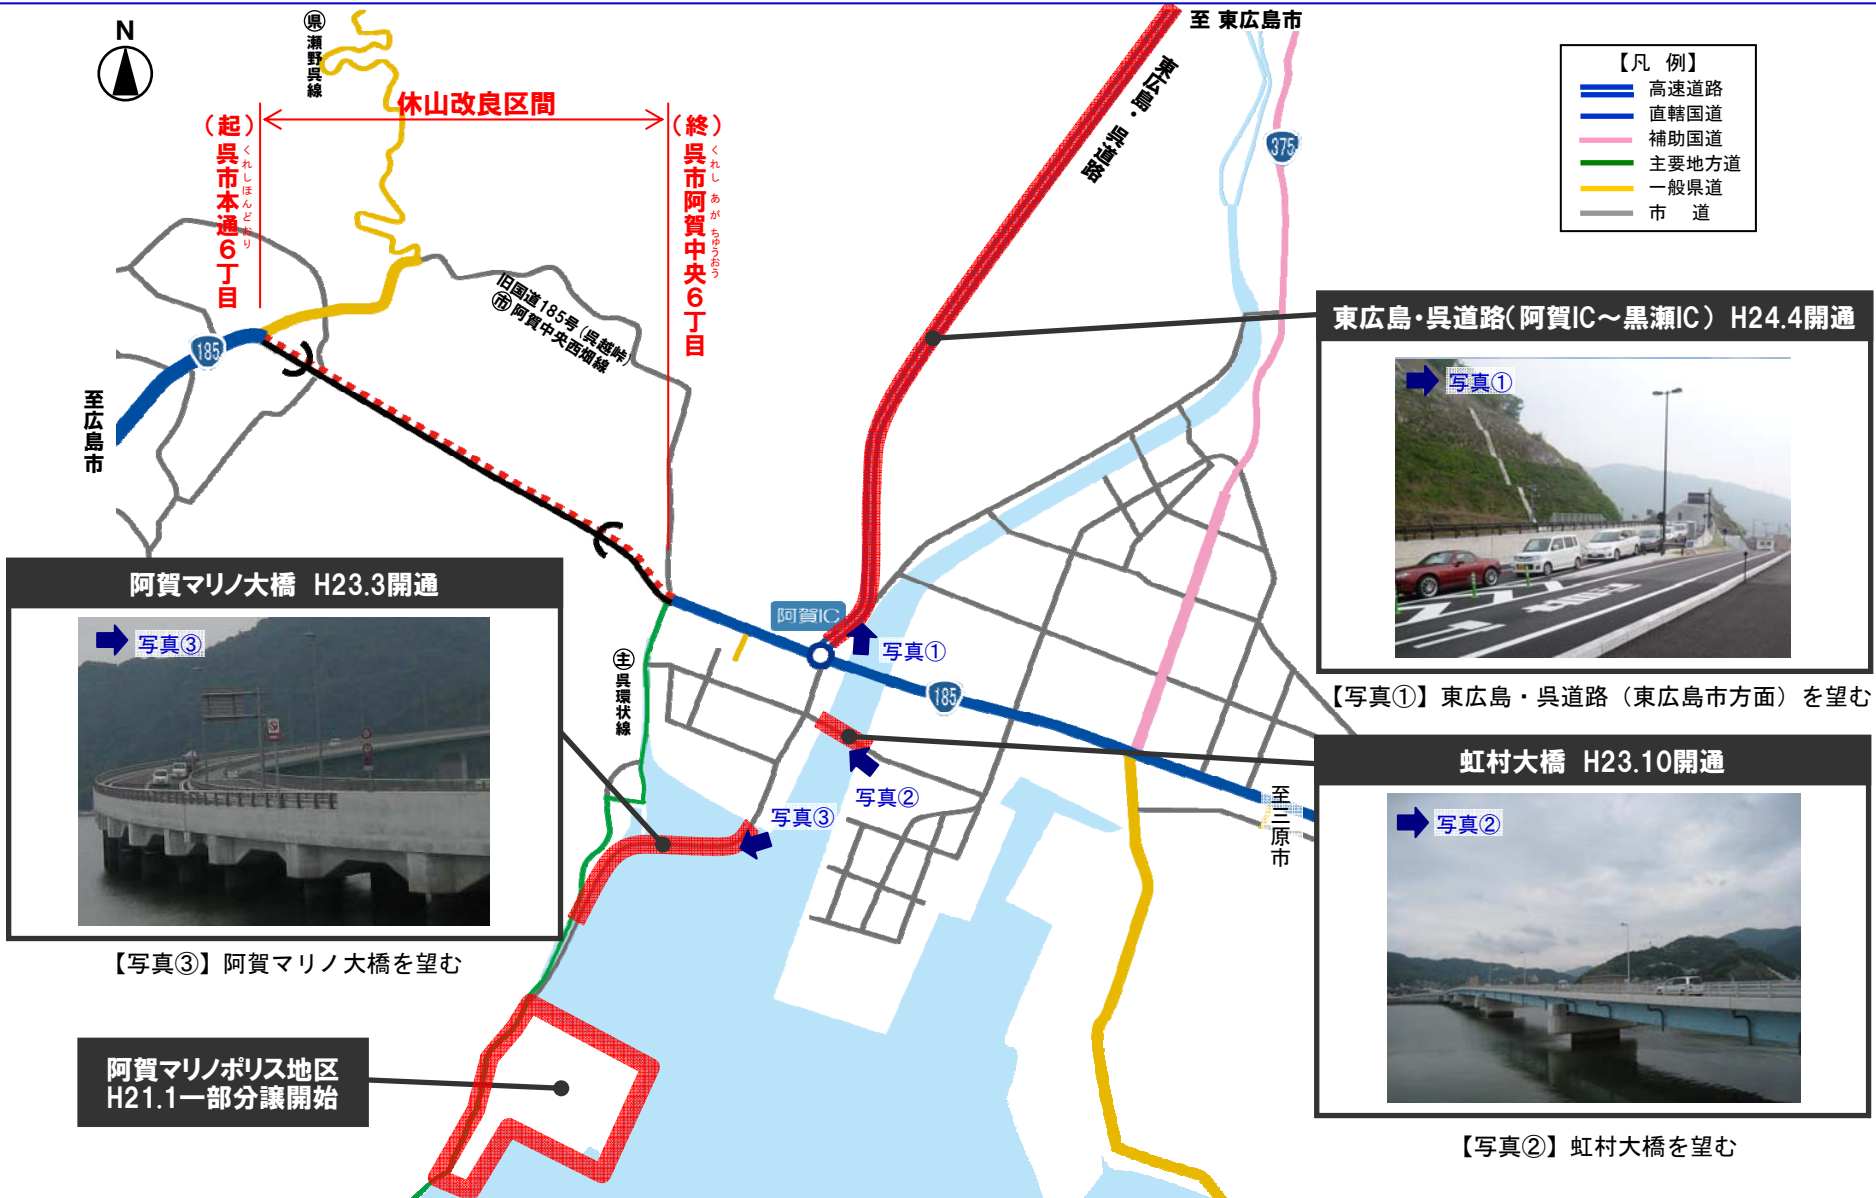 N
㊩瀬野呉線
至 東広島市
東広島・呉道路
375
【凡 例】
高速道路
直轄国道
補助国道
主要地方道
一般県道
市 道
休山改良区間
(起)
呉市本通６丁目
くれしほんどおり
(終)
呉市阿賀中央６丁目
くれし あが ちゅうおう
旧国道185号(呉越峠)
㊩阿賀中央西畑線
185
至広島市
東広島・呉道路(阿賀IC～黒瀬IC) H24.4開通
写真①
【写真①】東広島・呉道路（東広島市方面）を望む
阿賀マリノ大橋 H23.3開通
写真③
【写真③】阿賀マリノ大橋を望む
阿賀IC
写真①
㊩呉環状線
185
写真②
写真③
至三原市
虹村大橋 H23.10開通
写真②
【写真②】虹村大橋を望む
阿賀マリノポリス地区
H21.1一部分譲開始